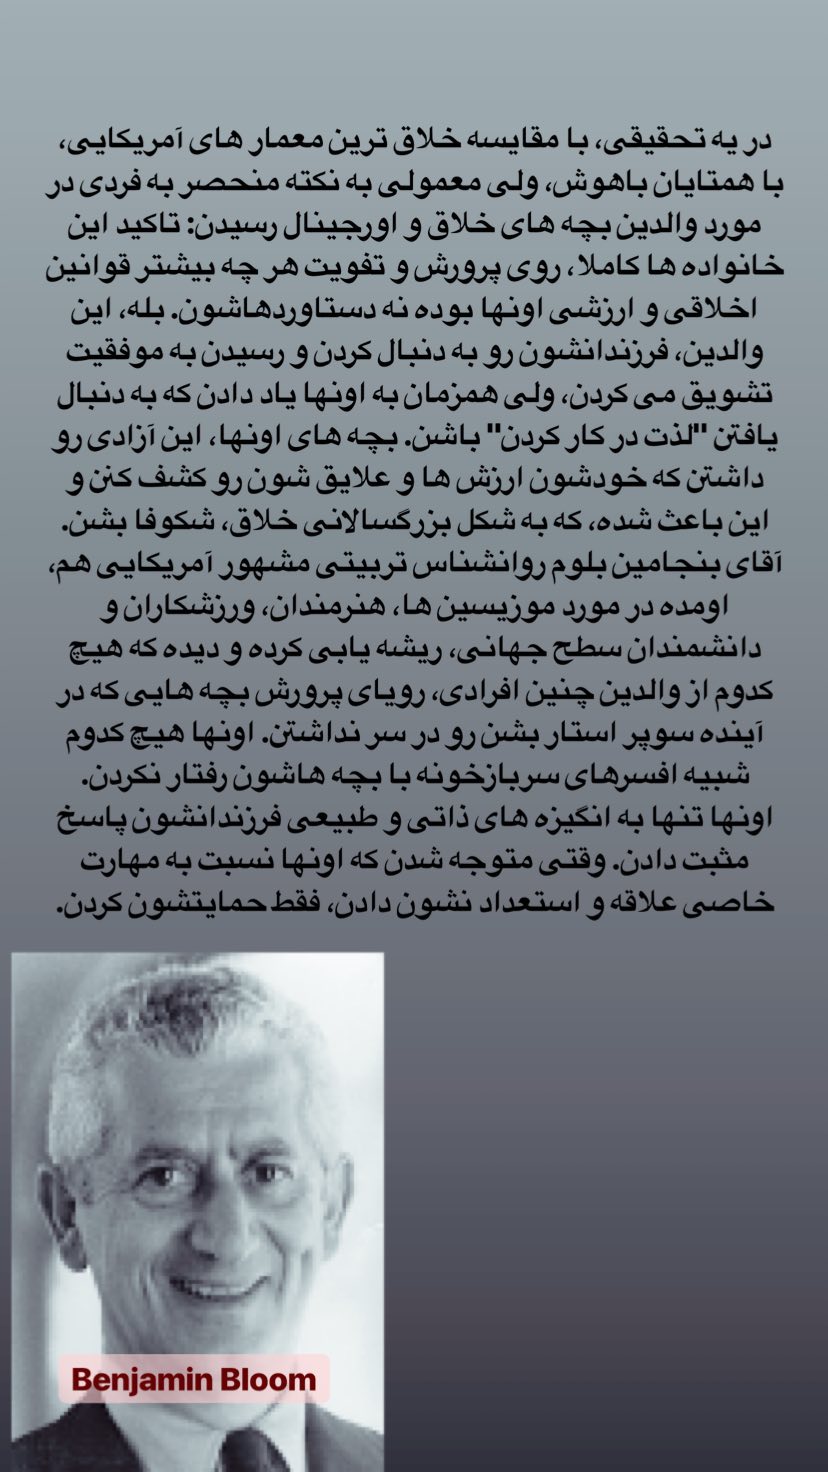 در یه تحقیقی، با مقایسه خلاق ترین معمار های آمریکایی،
با همتایان باهوش، ولی معمولی به نکته منحصر به فردی در
مورد والدین بچه های خلاق و اورجینال رسیدن: تاکید این
خانواده ها کاملا، روی پرورش و تفویت هر چه بیشتر قوانین
اخلاقی و ارزشی اونها بوده نه دستاوردهاشون. بله، این
والدین، فرزندانشون رو به دنبال کردن و رسیدن به موفقیت
تشویق می کردن، ولی همزمان به اونها یاد دادن که به دنبال
یافتن "لذت در کار کردن" باشن. بچه های اونها، این آزادی رو
داشتن که خودشون ارزش ها و علایق شون رو کشف کنن و
این باعث شده، که به شکل بزرگسالانی خلاق، شکوفا بشن.
آقای بنجامین بلوم روانشناس تربیتی مشهور آمریکایی هم،
اومده در مورد موزیسین ها، هنرمندان، ورزشکاران و
دانشمندان سطح جهانی، ریشه یابی کرده و دیده که هیچ
کدوم از والدین چنین افرادی، رویای پرورش بچه هایی که در
آینده سوپر استار بشن رو در سر نداشتن. اونها هیچ کدوم
شبیه افسرهای سربازخونه با بچه هاشون رفتار نکردن.
اونها تنها به انگیزه های ذاتی و طبیعی فرزندانشون پاسخ
مثبت دادن. وقتی متوجه شدن که اونها نسبت به مهارت
خاصی علاقه و استعداد نشون دادن، فقط حمایتشون کردن.
Benjamin Bloom